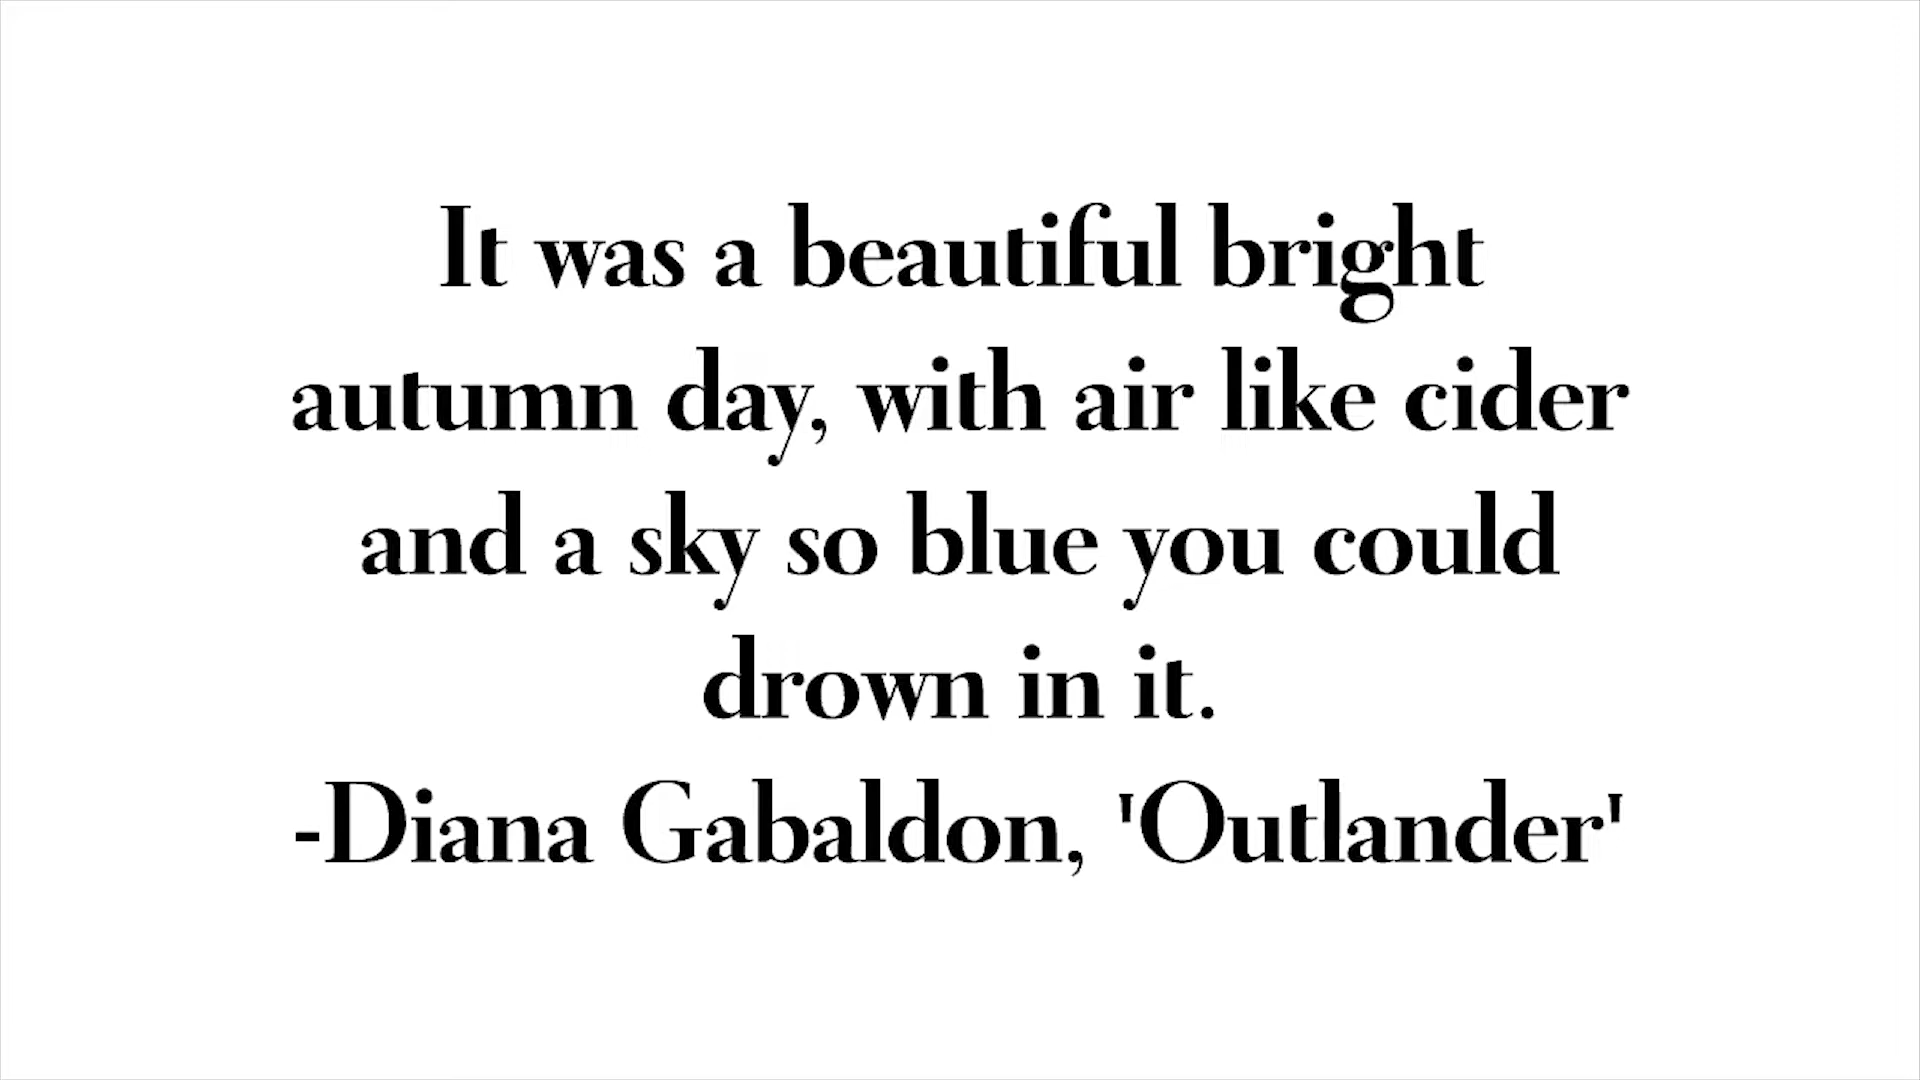 It was a beautiful bright
autumn day, with air like cider
and a sky so blue you could
drown in it.
-Diana Gabaldon, 'Outlander'